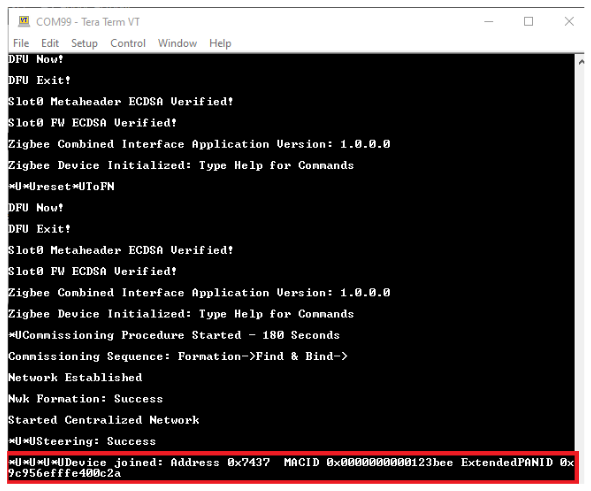 COM99 - Tera Term VT
File Edit Setup Control Window Help
DFU Now!
DFU Exit!
Slot0 Metaheader ECDSA Verified!
Slot0 FW ECDSA Verified!
Zigbee Combined Interface Application Version: 1.0.0.0
Zigbee Device Initialized: Type Help for Commands
*U*Ureset*UToFN
DFU Now!
DFU Exit!
Slot0 Metaheader ECDSA Verified!
Slot0 FW ECDSA Verified!
Zigbee Combined Interface Application Version: 1.0.0.0
Zigbee Device Initialized: Type Help for Commands
*UCommissioning Procedure Started - 180 Seconds
Commissioning Sequence: Formation->Find & Bind->
Network Established
Nwk Formation: Success
Started Centralized Network
*U*USteering: Success
*U*U*U*UDevice joined: Address 0x7437  MACID 0x0000000000123bee ExtendedPANID 0x
9c956efffe400c2a